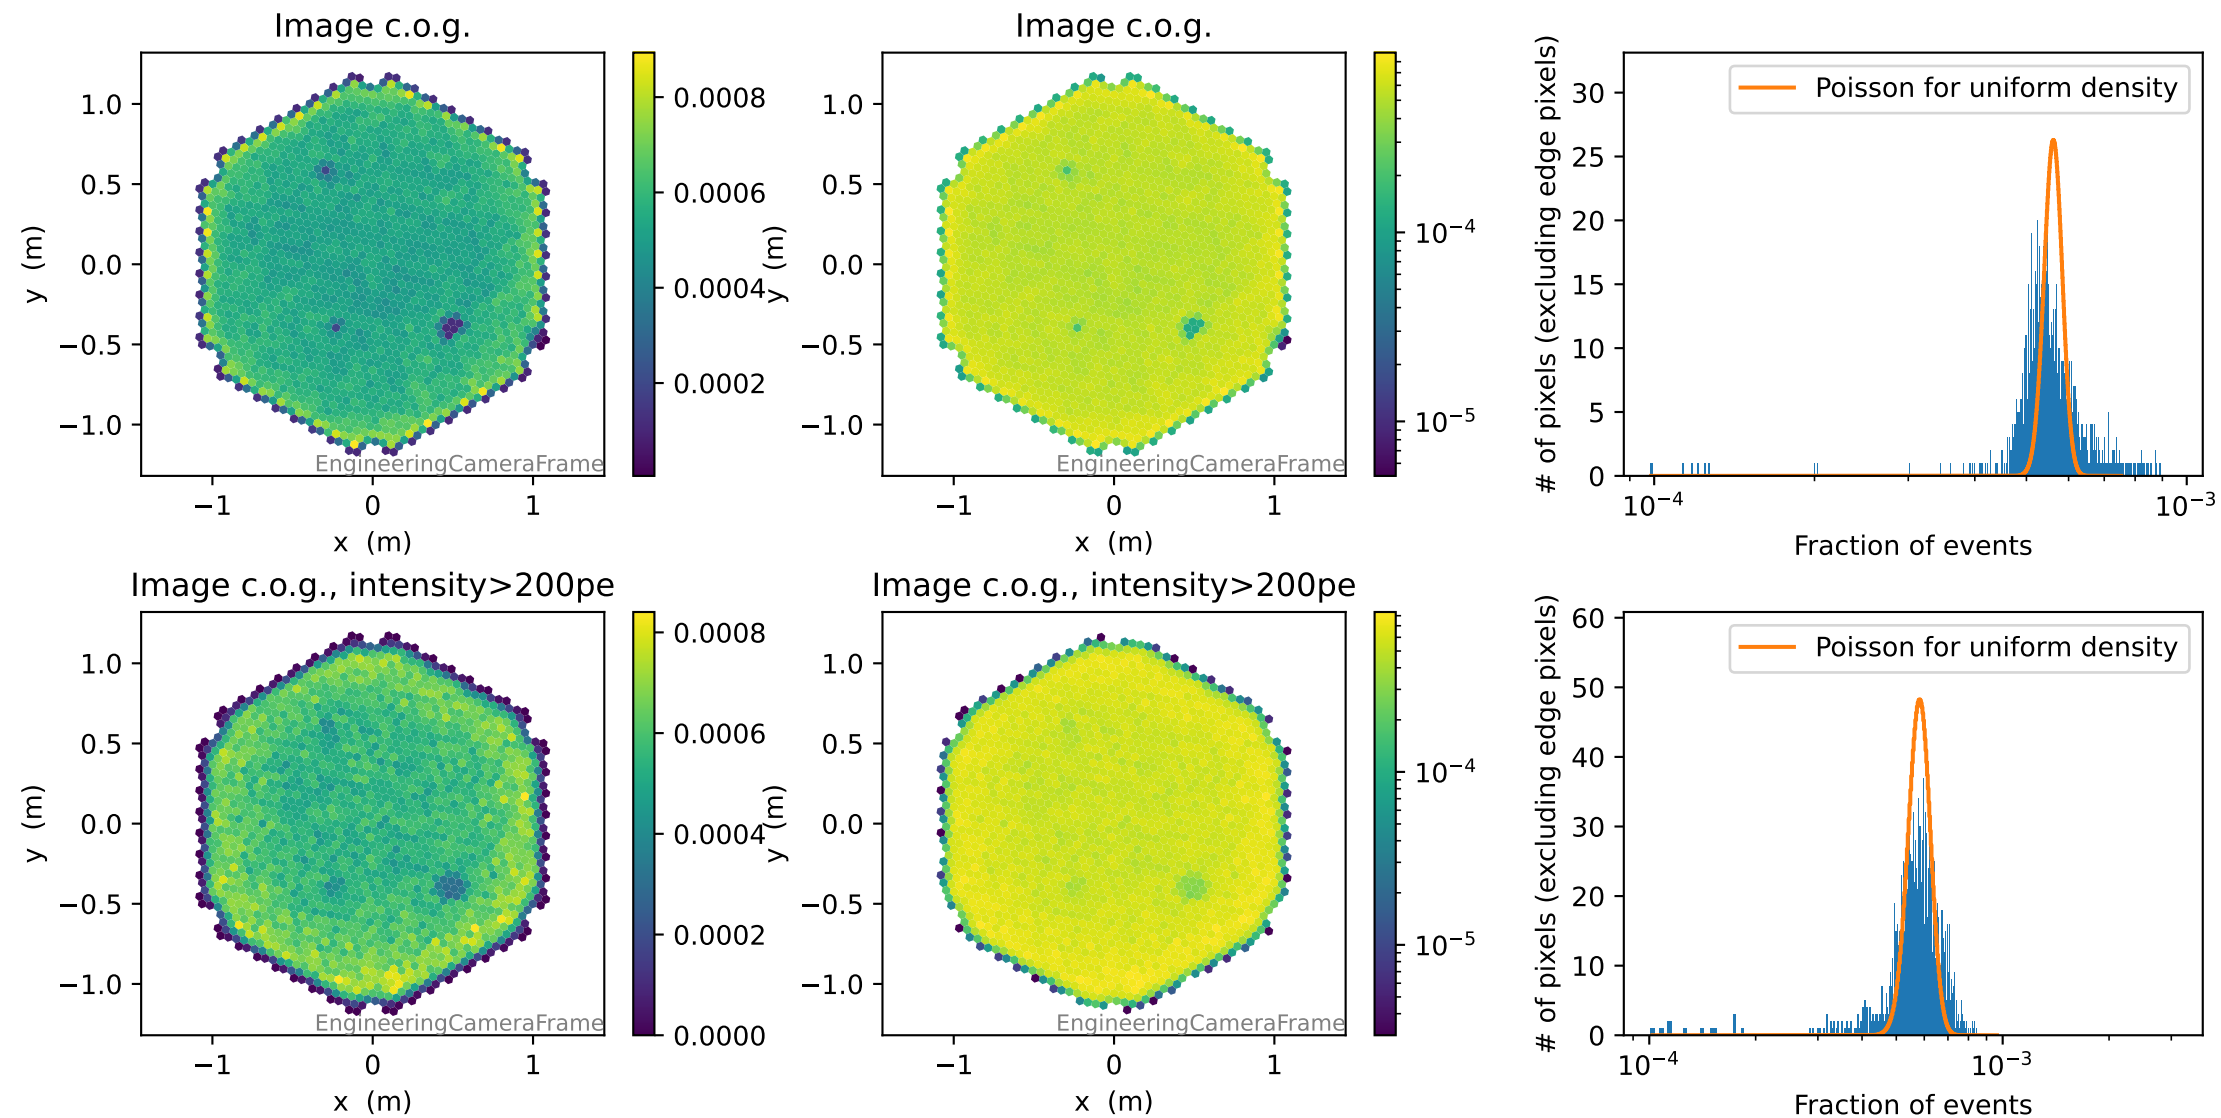 Image c.o.g.
1.0
0.5
0.0
−0.5
−1.0
y (m)
−1
0
1
x (m)
EngineeringCameraFrame
0.0008
0.0006
0.0004
0.0002
Image c.o.g.
1.0
0.5
0.0
−0.5
−1.0
y (m)
−1
0
1
x (m)
EngineeringCameraFrame
10⁻⁴
10⁻⁵
# of pixels (excluding edge pixels)
30
25
20
15
10
5
0
Poisson for uniform density
10⁻⁴
10⁻³
Fraction of events
Image c.o.g., intensity>200pe
1.0
0.5
0.0
−0.5
−1.0
y (m)
−1
0
1
x (m)
EngineeringCameraFrame
0.0008
0.0006
0.0004
0.0002
0.0000
Image c.o.g., intensity>200pe
1.0
0.5
0.0
−0.5
−1.0
y (m)
−1
0
1
x (m)
EngineeringCameraFrame
10⁻⁴
10⁻⁵
# of pixels (excluding edge pixels)
60
50
40
30
20
10
0
Poisson for uniform density
10⁻⁴
10⁻³
Fraction of events